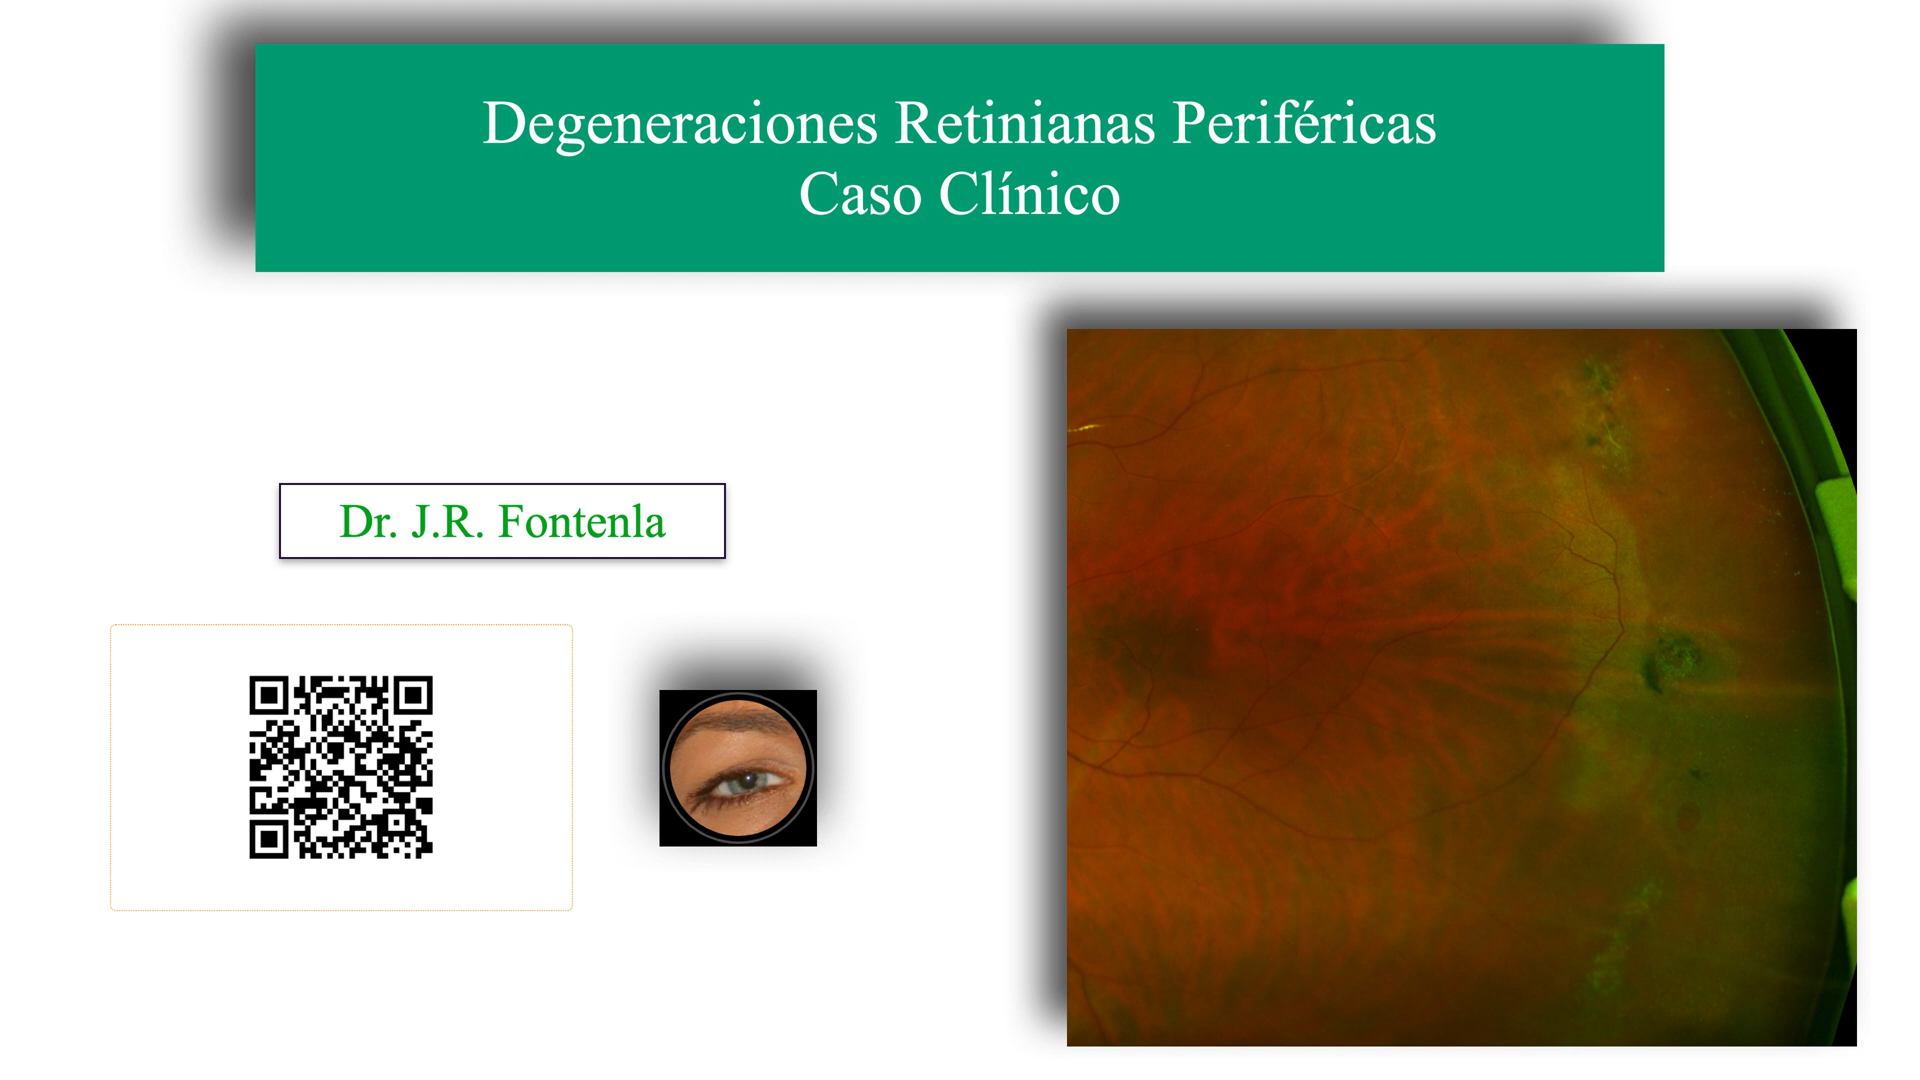 Degeneraciones Retinianas Periféricas
Caso Clínico
Dr. J.R. Fontenla